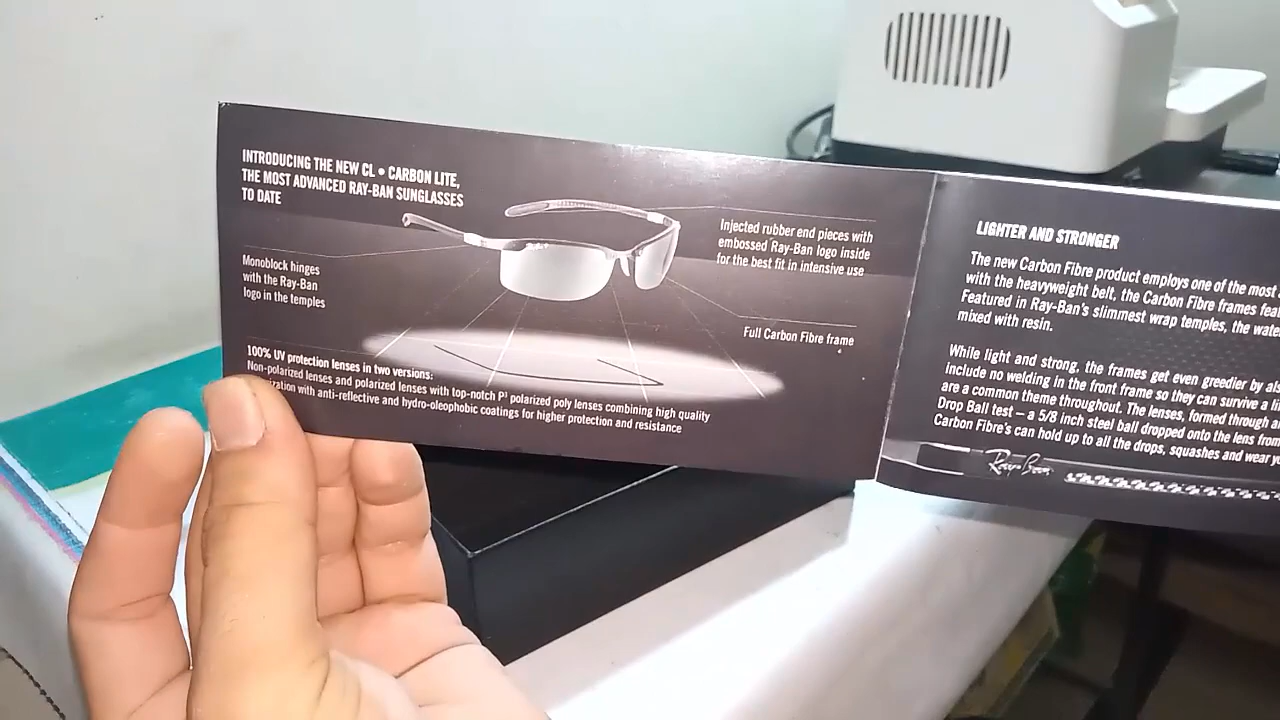 INTRODUCING THE NEW CL • CARBON LITE,
THE MOST ADVANCED RAY-BAN SUNGLASSES
TO DATE
Monoblock hinges
with the Ray-Ban
logo in the temples
Injected rubber end pieces with
embossed Ray-Ban logo inside
for the best fit in intensive use
Full Carbon Fibre frame
100% UV protection lenses in two versions:
Non-polarized lenses and polarized lenses with top-notch P¹ polarized poly lenses combining high quality
with anti-reflective and hydro-oleophobic coatings for higher protection and resistance
LIGHTER AND STRONGER
The new Carbon Fibre product employs one of the most
with the heavyweight belt, the Carbon Fibre frames
Featured in Ray-Ban's slimmest wrap temples, the
mixed with resin.
While light and strong, the frames get even greedier by
include no welding in the front frame so they can survive a
are a common theme throughout. The lenses, formed through
Drop Ball test – a 5/8 inch steel ball dropped onto the lens from
Carbon Fibre's can hold up to all the drops, squashes and wear
Ray-Ban